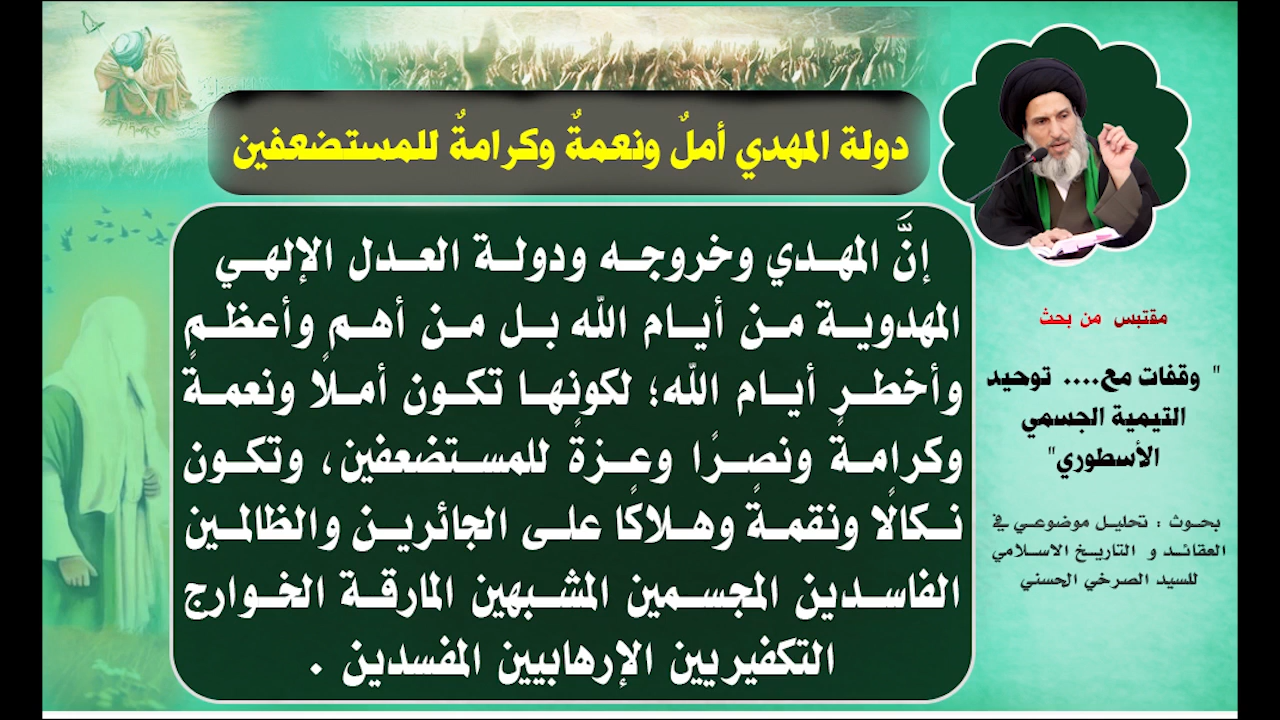 دولة المهدي أملٌ ونعمةٌ وكرامةٌ للمستضعفين
إنَّ المهدي وخروجه ودولة العدل الإلهي
المهدوية من أيام الله بل من أهم وأعظم
وأخطر أيام الله؛ لكونها تكون أملًا ونعمةً
وكرامةً ونصرًا وعزةً للمستضعفين، وتكون
نكالًا ونقمةً وهلاكًا على الجائرين والظالمين
الفاسدين المجسمين المشبهين المارقة الخوارج
التكفيريين الإرهابيين المفسدين .
مقتبس من بحث
" وقفات مع.... توحيد
التيمية الجسمي
الأسطوري"
بحوث : تحليل موضوعي في
العقائد و التاريخ الاسلامي
للسيد الصرخي الحسني